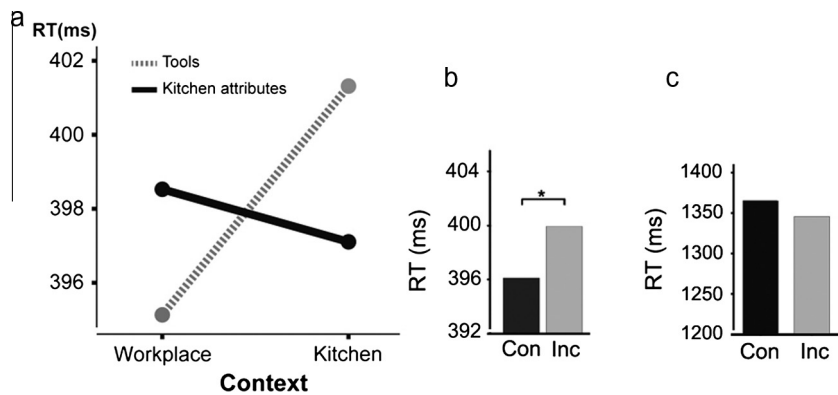 a
RT(ms)
402
400
398
396
Tools
Kitchen attributes
Workplace
Kitchen
Context
b
RT (ms)
404
400
396
392
*
Con
Inc
c
RT (ms)
1400
1350
1300
1250
1200
Con
Inc